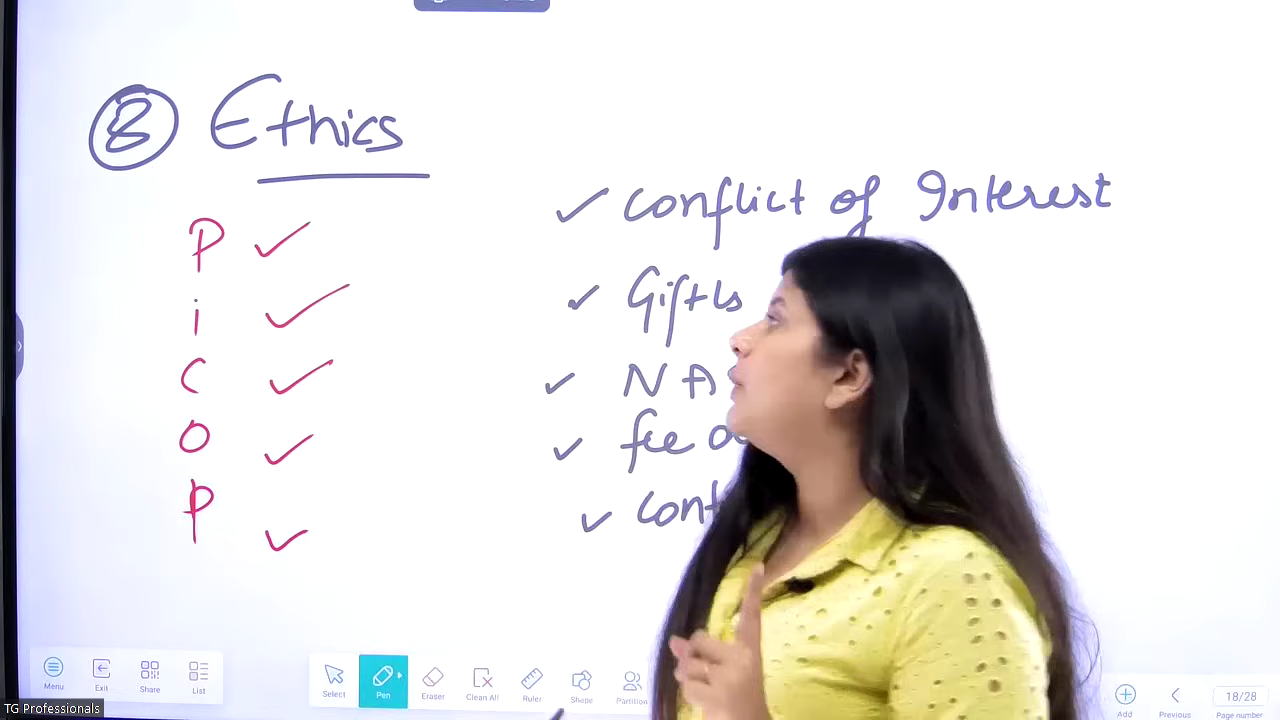 8 Ethics
P
i
C
O
P
conflict of Interest
Gifts
N A
fee
Menu
Exit
Share
List
Select
Pen
Eraser
Clean All
Ruler
Shape
Partition
Add
Previous
18/28
Page number
TG Professionals